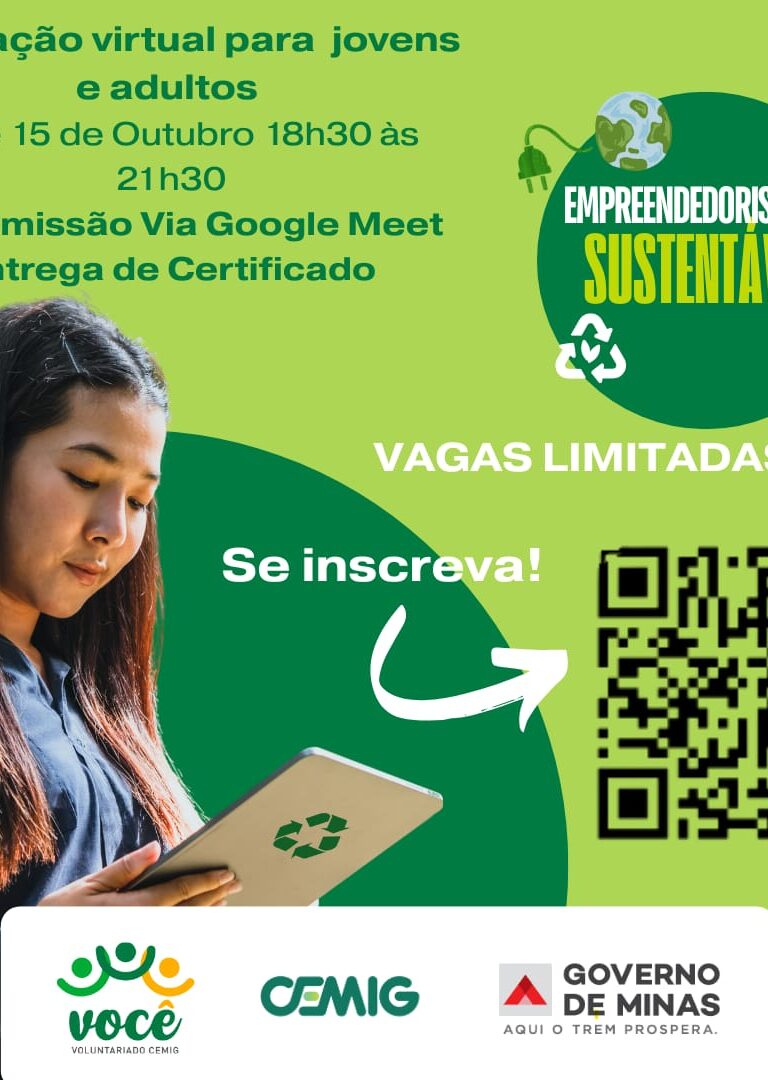 ação virtual para jovens
e adultos
15 de Outubro 18h30 às
21h30
missão Via Google Meet
ntrega de Certificado
EMPREENDEDORIS
SUSTENTÁV
VAGAS LIMITADAS
Se inscreva!
você
VOLUNTARIADO CEMIG
CEMIG
GOVERNO
DE MINAS
AQUI O TREM PROSPERA.